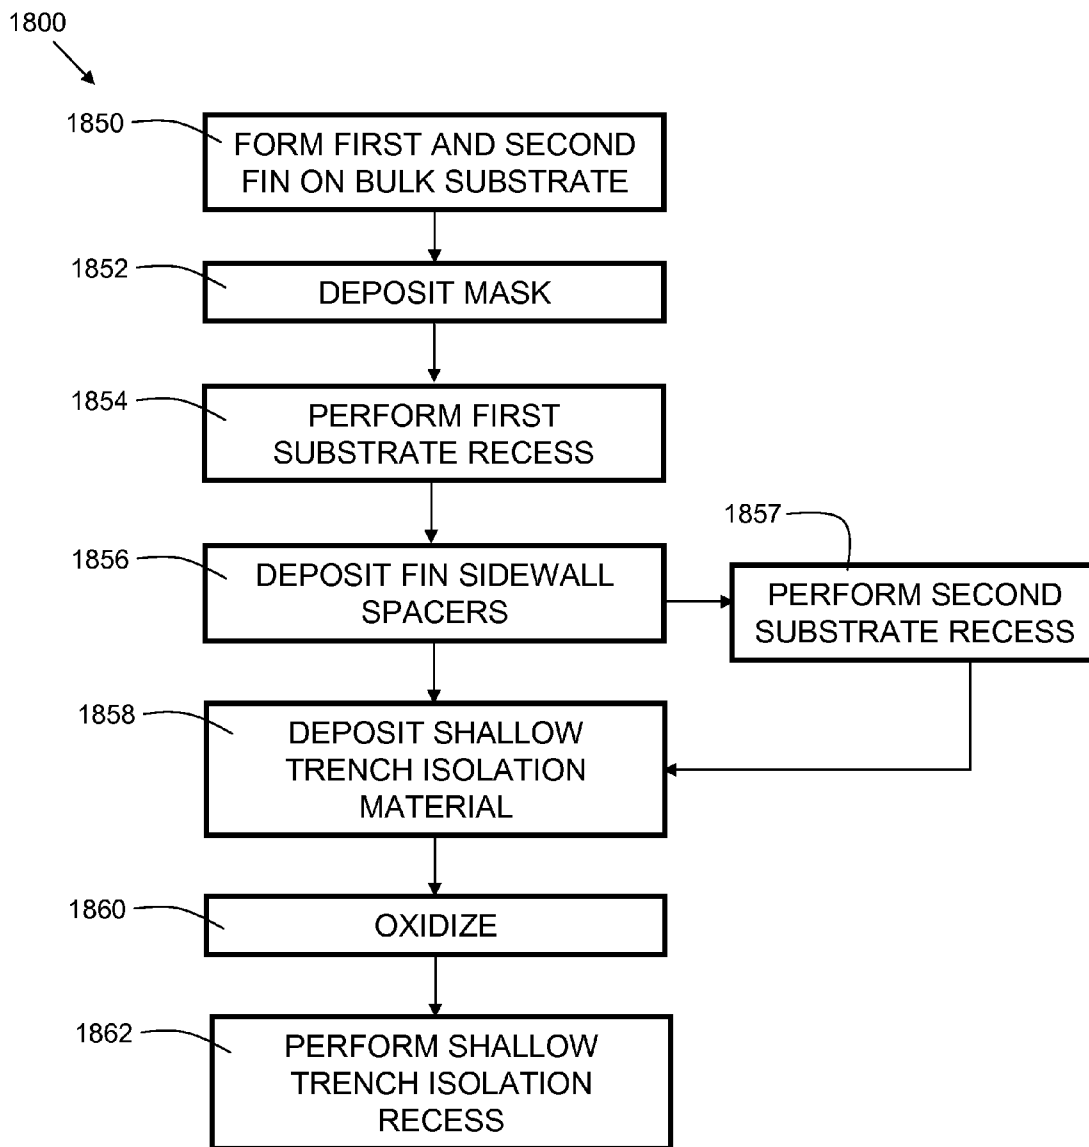 1800
1850
FORM FIRST AND SECOND
FIN ON BULK SUBSTRATE
1852
DEPOSIT MASK
1854
PERFORM FIRST
SUBSTRATE RECESS
1856
DEPOSIT FIN SIDEWALL
SPACERS
1857
PERFORM SECOND
SUBSTRATE RECESS
1858
DEPOSIT SHALLOW
TRENCH ISOLATION
MATERIAL
1860
OXIDIZE
1862
PERFORM SHALLOW
TRENCH ISOLATION
RECESS